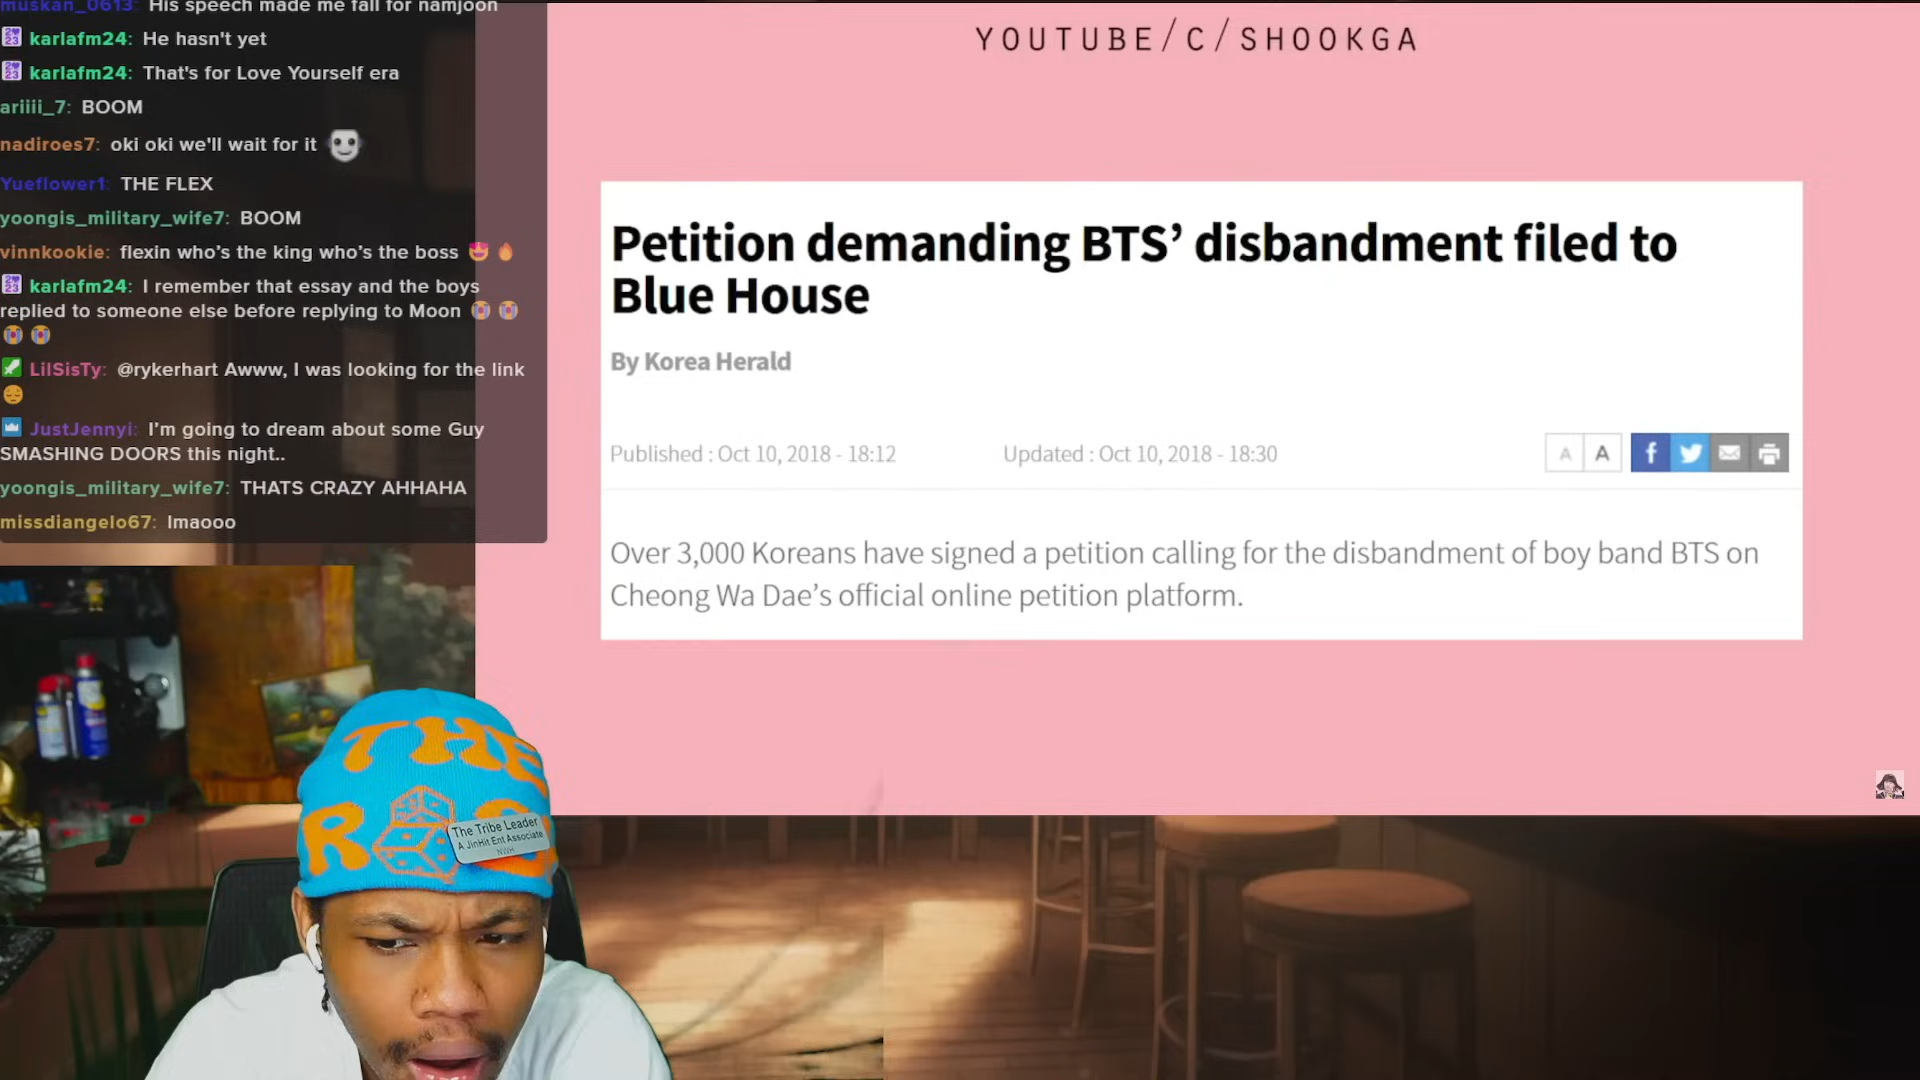 muskan_0613: His speech made me fall for namjoon
karlafm24: He hasn't yet
karlafm24: That's for Love Yourself era
ariiii_7: BOOM
nadiroes7: oki oki we'll wait for it
Yueflower1: THE FLEX
yoongis_military_wife7: BOOM
vinnkookie: flexin who's the king who's the boss
karlafm24: I remember that essay and the boys
replied to someone else before replying to Moon
LilSisTy: @rykerhart Awww, I was looking for the link
JustJennyi: I'm going to dream about some Guy
SMASHING DOORS this night..
yoongis_military_wife7: THATS CRAZY AHHAHA
missdiangelo67: lmaooo
YOUTUBE/C/SHOOKGA
Petition demanding BTS’ disbandment filed to
Blue House
By Korea Herald
Published : Oct 10, 2018 - 18:12
Updated : Oct 10, 2018 - 18:30
A A f
Over 3,000 Koreans have signed a petition calling for the disbandment of boy band BTS on
Cheong Wa Dae’s official online petition platform.
THE
R
The Tribe Leader
A JinHit Ent Associate